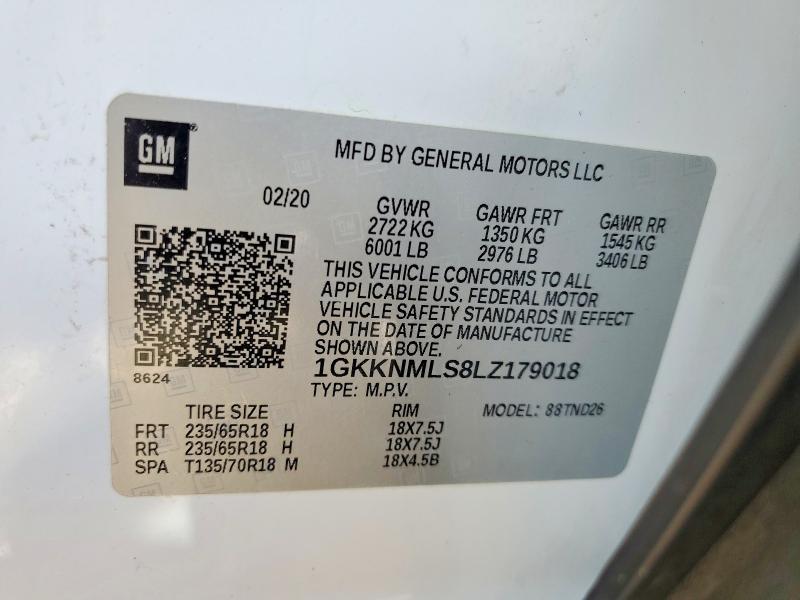 GM
MFD BY GENERAL MOTORS LLC
02/20 GVWR GAWR FRT GAWR RR
2722 KG 1350 KG 1545 KG
6001 LB 2976 LB 3406 LB
THIS VEHICLE CONFORMS TO ALL
APPLICABLE U.S. FEDERAL MOTOR
VEHICLE SAFETY STANDARDS IN EFFECT
ON THE DATE OF MANUFACTURE
SHOWN ABOVE.
8624
1GKKNMLS8LZ179018
TYPE: M.P.V. MODEL: 88TND26
TIRE SIZE RIM
FRT 235/65R18 H 18X7.5J
RR 235/65R18 H 18X7.5J
SPA T135/70R18 M 18X4.5B